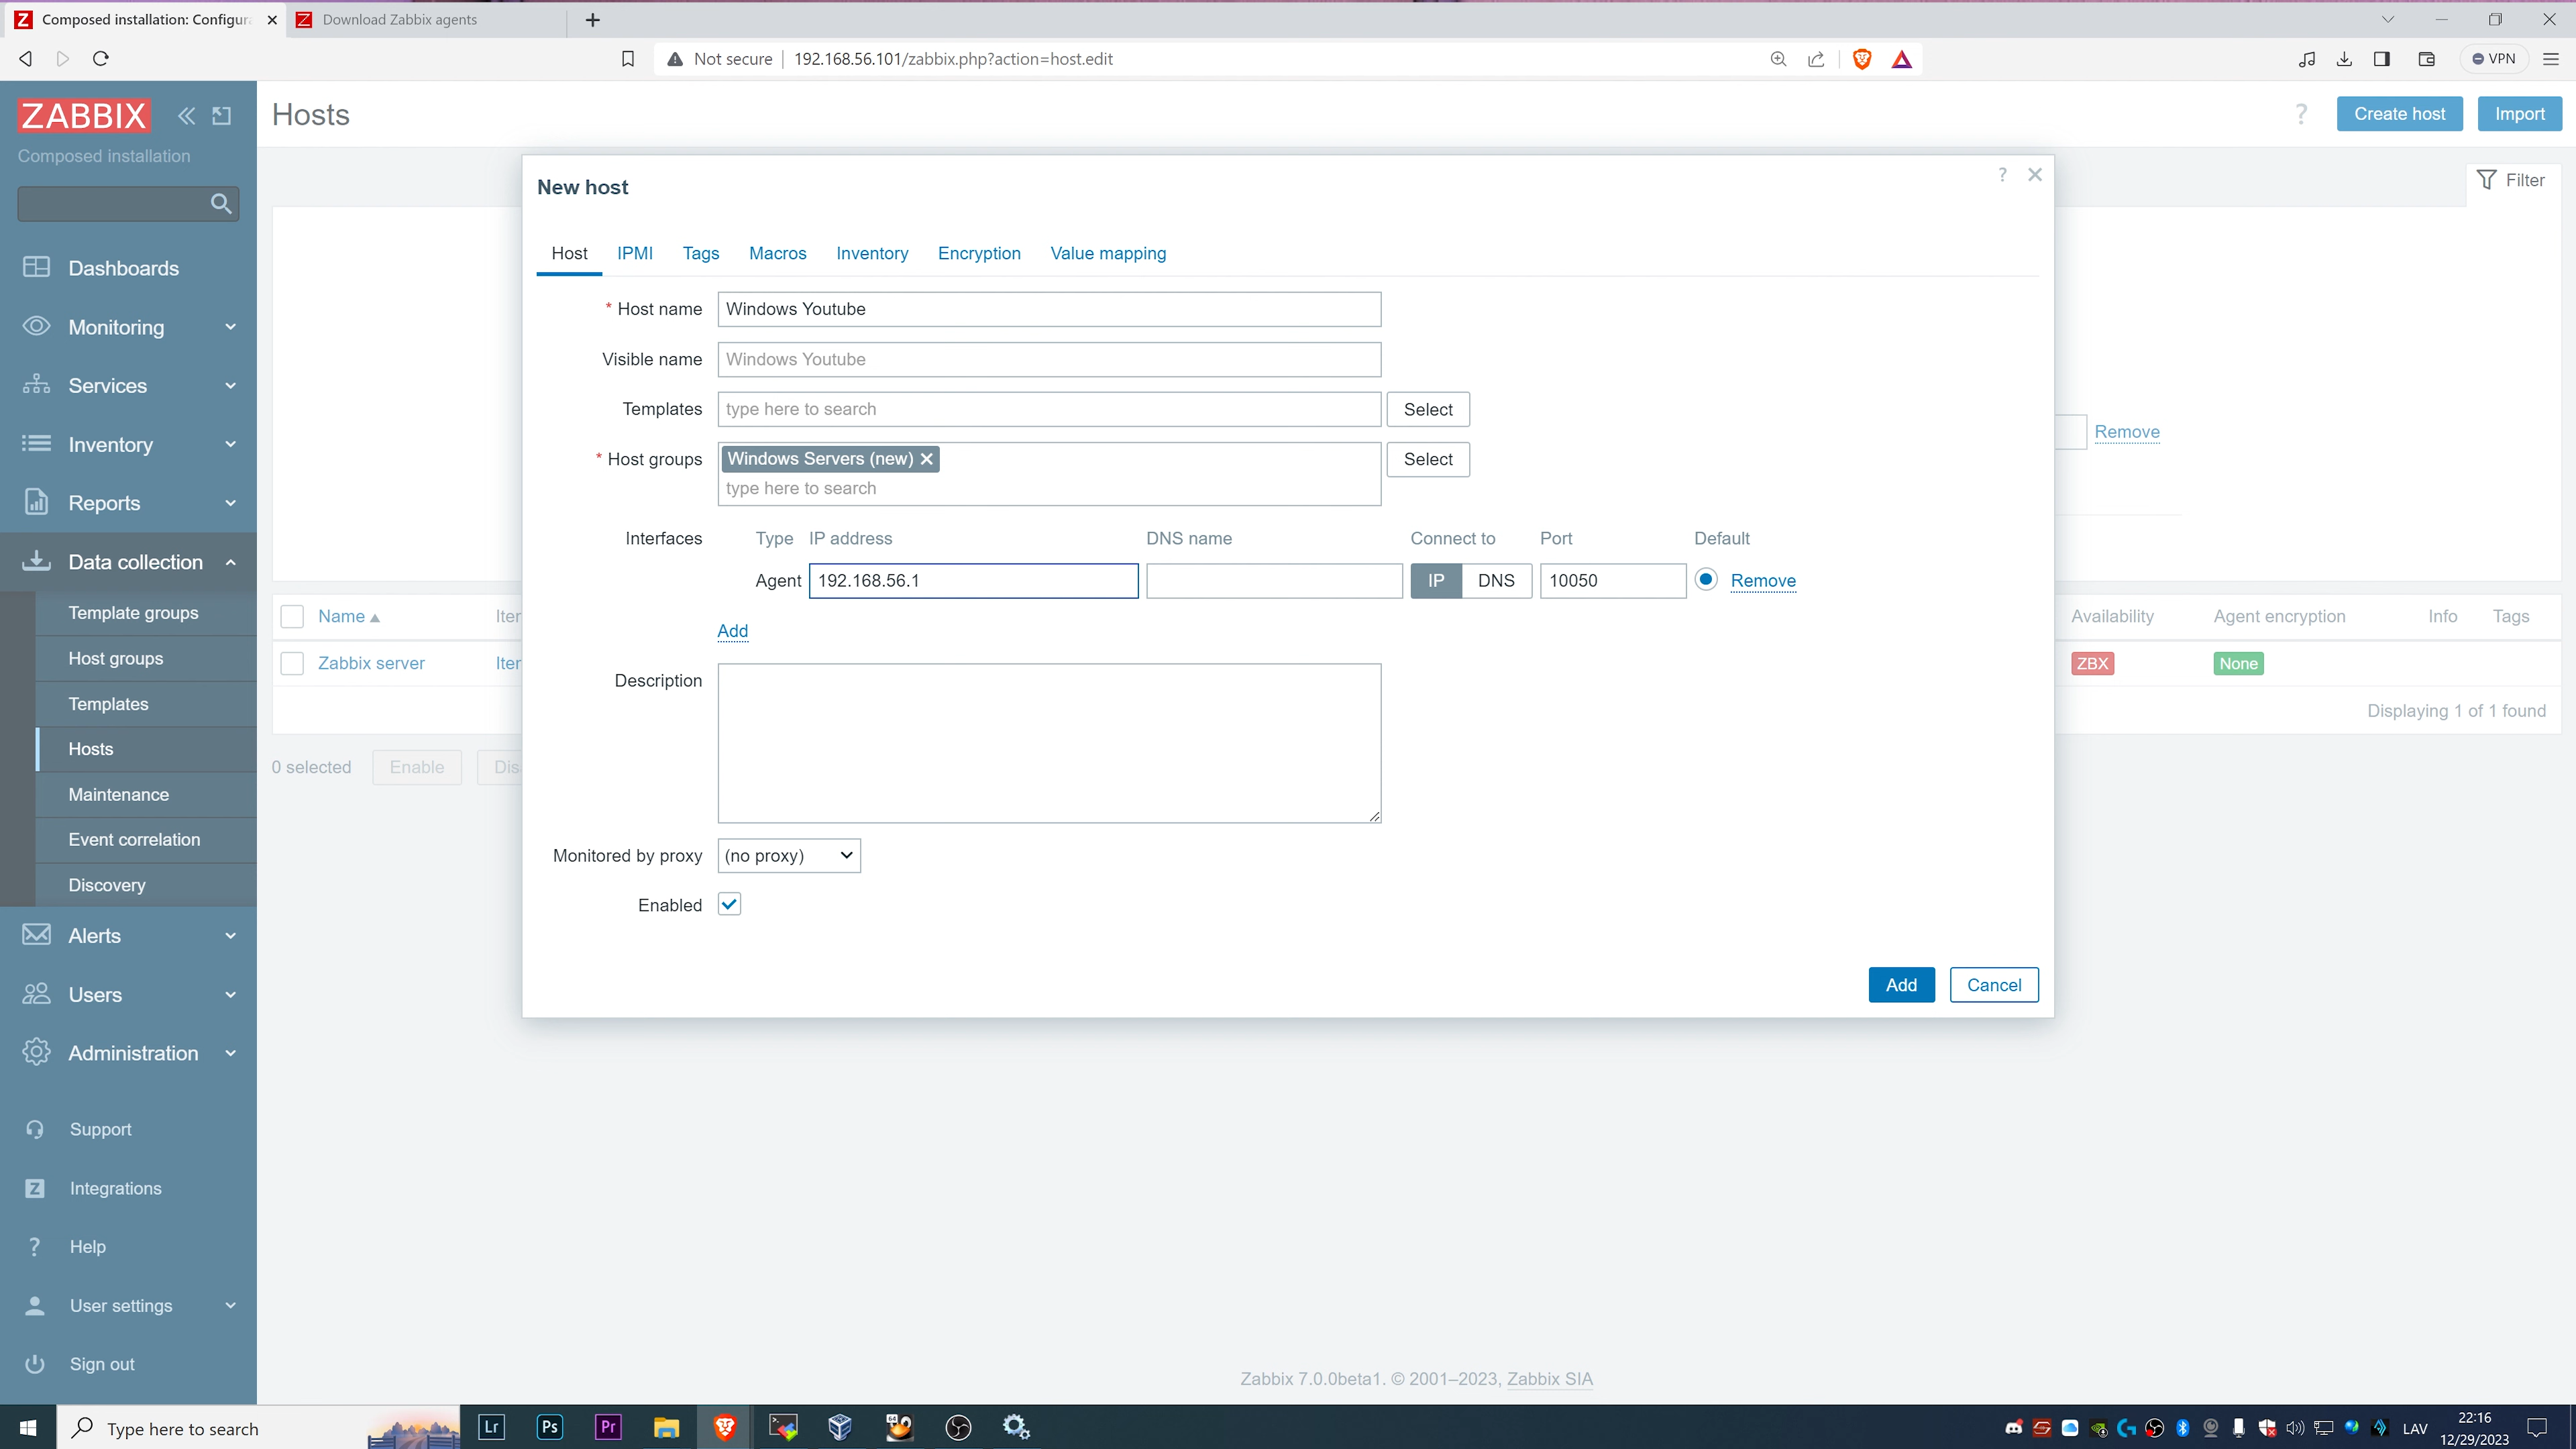 Composed installation: Configura
Download Zabbix agents
Not secure
192.168.56.101/zabbix.php?action=host.edit
VPN
ZABBIX
Composed installation
Hosts
?
Create host
Import
Filter
Dashboards
Monitoring
Services
Inventory
Reports
Data collection
Template groups
Host groups
Templates
Hosts
Maintenance
Event correlation
Discovery
Alerts
Users
Administration
Support
Integrations
Help
User settings
Sign out
New host
?
Host IPMI Tags Macros Inventory Encryption Value mapping
* Host name Windows Youtube
Visible name Windows Youtube
Templates type here to search Select
* Host groups Windows Servers (new) Select
type here to search
Interfaces Type IP address DNS name Connect to Port Default
Agent 192.168.56.1 IP DNS 10050 Remove
Add
Description
Monitored by proxy (no proxy)
Enabled
Add Cancel
Remove
Name Iter Availability Agent encryption Info Tags
Zabbix server Iter ZBX None
Displaying 1 of 1 found
0 selected Enable Dis
Zabbix 7.0.0beta1. © 2001–2023, Zabbix SIA
Type here to search
Lr
Ps
Pr
LAV
22:16
12/29/2023